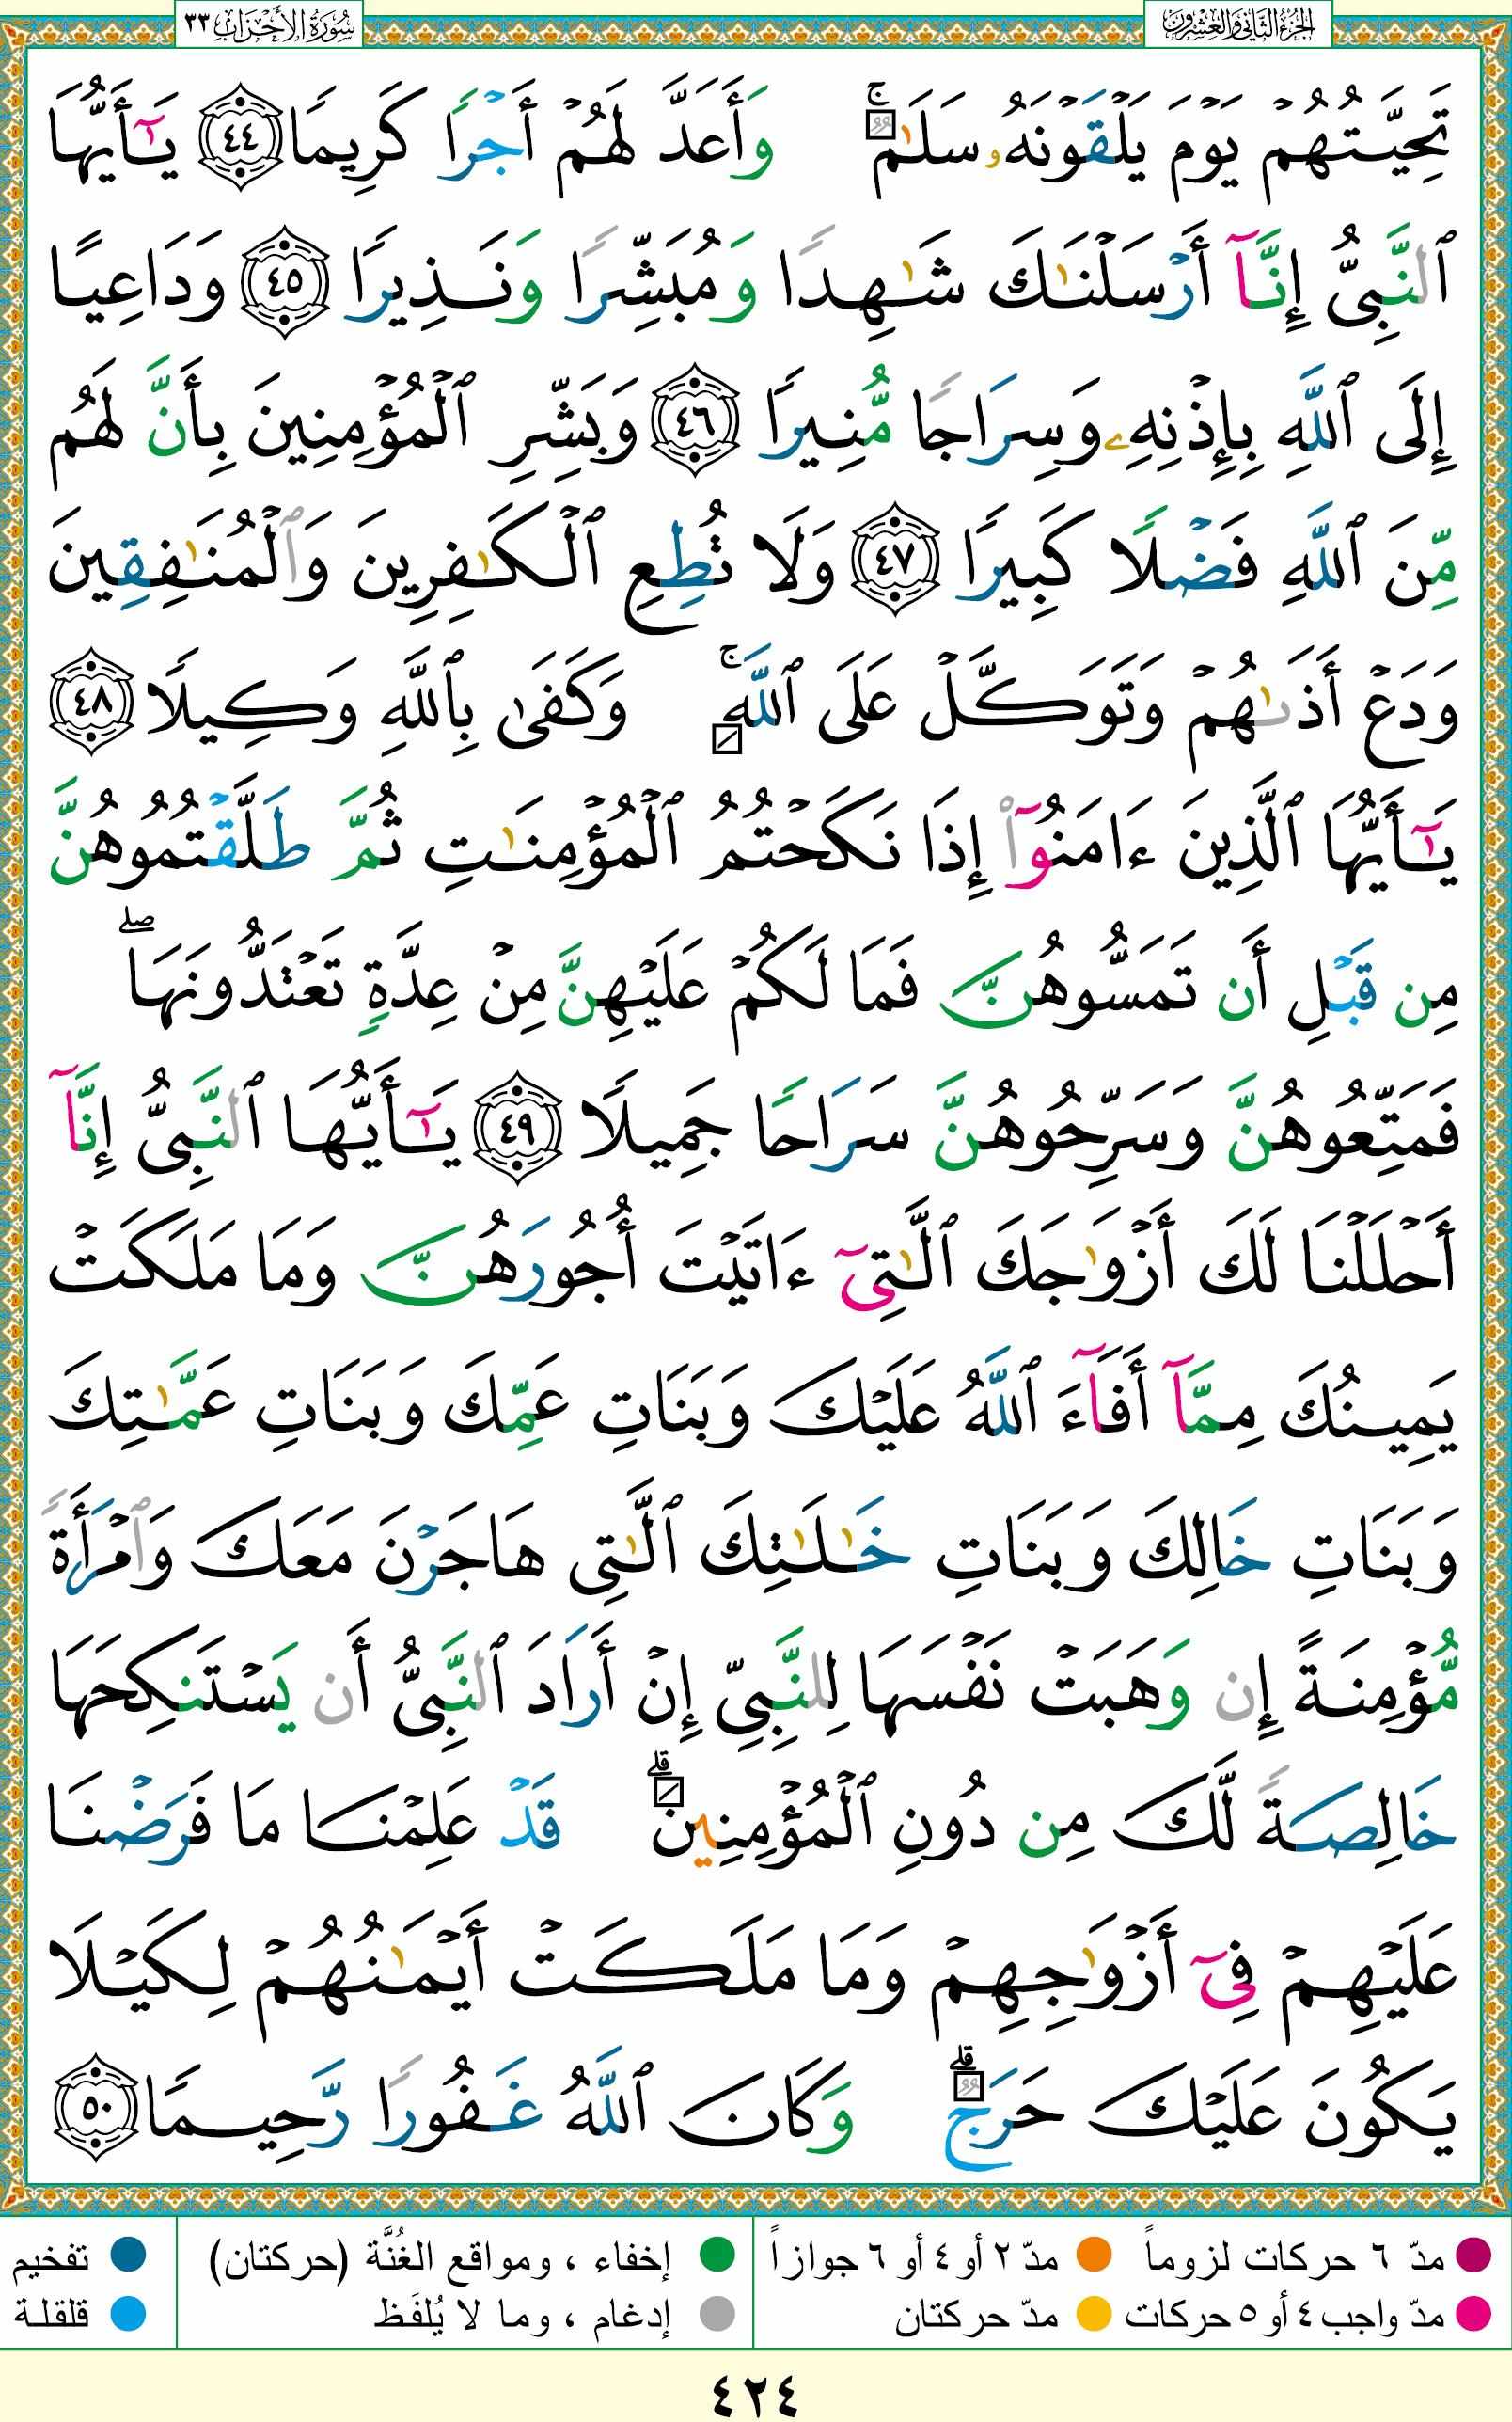 الجزء الثاني والعشرون
سُورَةُ الأَحْزَاب ٣٣
تَحِيَّتُهُمْ يَوْمَ يَلْقَوْنَهُۥ سَلَٰمٌۚ وَأَعَدَّ لَهُمْ أَجْرًا كَرِيمًا ٤٤ يَٰٓأَيُّهَا
ٱلنَّبِىُّ إِنَّآ أَرْسَلْنَٰكَ شَٰهِدًا وَمُبَشِّرًا وَنَذِيرًا ٤٥ وَدَاعِيًا
إِلَى ٱللَّهِ بِإِذْنِهِۦ وَسِرَاجًا مُّنِيرًا ٤٦ وَبَشِّرِ ٱلْمُؤْمِنِينَ بِأَنَّ لَهُم
مِّنَ ٱللَّهِ فَضْلًا كَبِيرًا ٤٧ وَلَا تُطِعِ ٱلْكَٰفِرِينَ وَٱلْمُنَٰفِقِينَ
وَدَعْ أَذَىٰهُمْ وَتَوَكَّلْ عَلَى ٱللَّهِۚ وَكَفَىٰ بِٱللَّهِ وَكِيلًا ٤٨
يَٰٓأَيُّهَا ٱلَّذِينَ ءَامَنُوٓا۟ إِذَا نَكَحْتُمُ ٱلْمُؤْمِنَٰتِ ثُمَّ طَلَّقْتُمُوهُنَّ
مِن قَبْلِ أَن تَمَسُّوهُنَّ فَمَا لَكُمْ عَلَيْهِنَّ مِنْ عِدَّةٍ تَعْتَدُّونَهَاۖ
فَمَتِّعُوهُنَّ وَسَرِّحُوهُنَّ سَرَاحًا جَمِيلًا ٤٩ يَٰٓأَيُّهَا ٱلنَّبِىُّ إِنَّآ
أَحْلَلْنَا لَكَ أَزْوَٰجَكَ ٱلَّٰتِىٓ ءَاتَيْتَ أُجُورَهُنَّ وَمَا مَلَكَتْ
يَمِينُكَ مِمَّآ أَفَآءَ ٱللَّهُ عَلَيْكَ وَبَنَاتِ عَمِّكَ وَبَنَاتِ عَمَّٰتِكَ
وَبَنَاتِ خَالِكَ وَبَنَاتِ خَٰلَٰتِكَ ٱلَّٰتِى هَاجَرْنَ مَعَكَ وَٱمْرَأَةً
مُّؤْمِنَةً إِن وَهَبَتْ نَفْسَهَا لِلنَّبِىِّ إِنْ أَرَادَ ٱلنَّبِىُّ أَن يَسْتَنكِحَهَا
خَالِصَةً لَّكَ مِن دُونِ ٱلْمُؤْمِنِينَۗ قَدْ عَلِمْنَا مَا فَرَضْنَا
عَلَيْهِمْ فِىٓ أَزْوَٰجِهِمْ وَمَا مَلَكَتْ أَيْمَٰنُهُمْ لِكَيْلَا
يَكُونَ عَلَيْكَ حَرَجٌۗ وَكَانَ ٱللَّهُ غَفُورًا رَّحِيمًا ٥٠
مدّ ٦ حركات لزوماً مدّ ٢ أو ٤ أو ٦ جوازاً إخفاء ، ومواقع الغُنَّة (حركتان) تفخيم
مدّ واجب ٤ أو ٥ حركات مدّ حركتان إدغام ، وما لا يُلفَظ قلقلة
٤٢٤